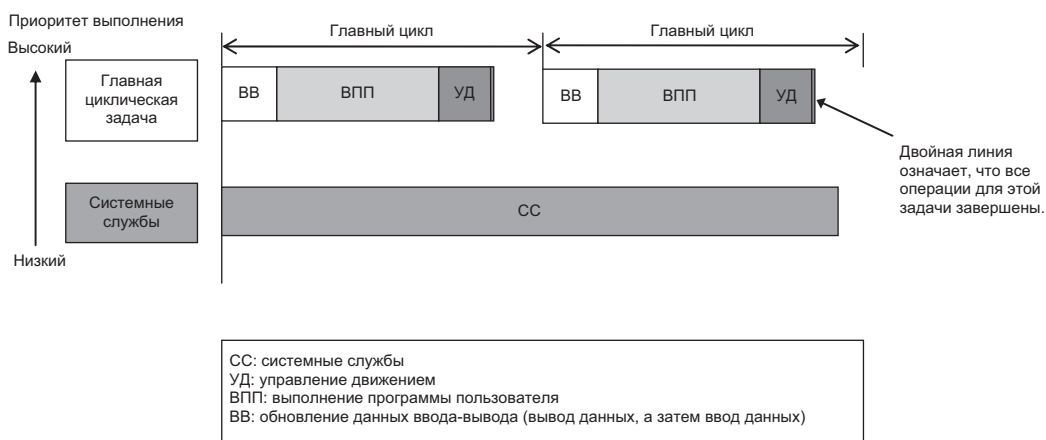 Приоритет выполнения
Высокий
Главный цикл
Главный цикл
Главная
циклическая
задача
ВВ
ВПП
УД
ВВ
ВПП
УД
Двойная линия
означает, что все
операции для этой
задачи завершены.
Системные
службы
СС
Низкий
СС: системные службы
УД: управление движением
ВПП: выполнение программы пользователя
ВВ: обновление данных ввода-вывода (вывод данных, а затем ввод данных)